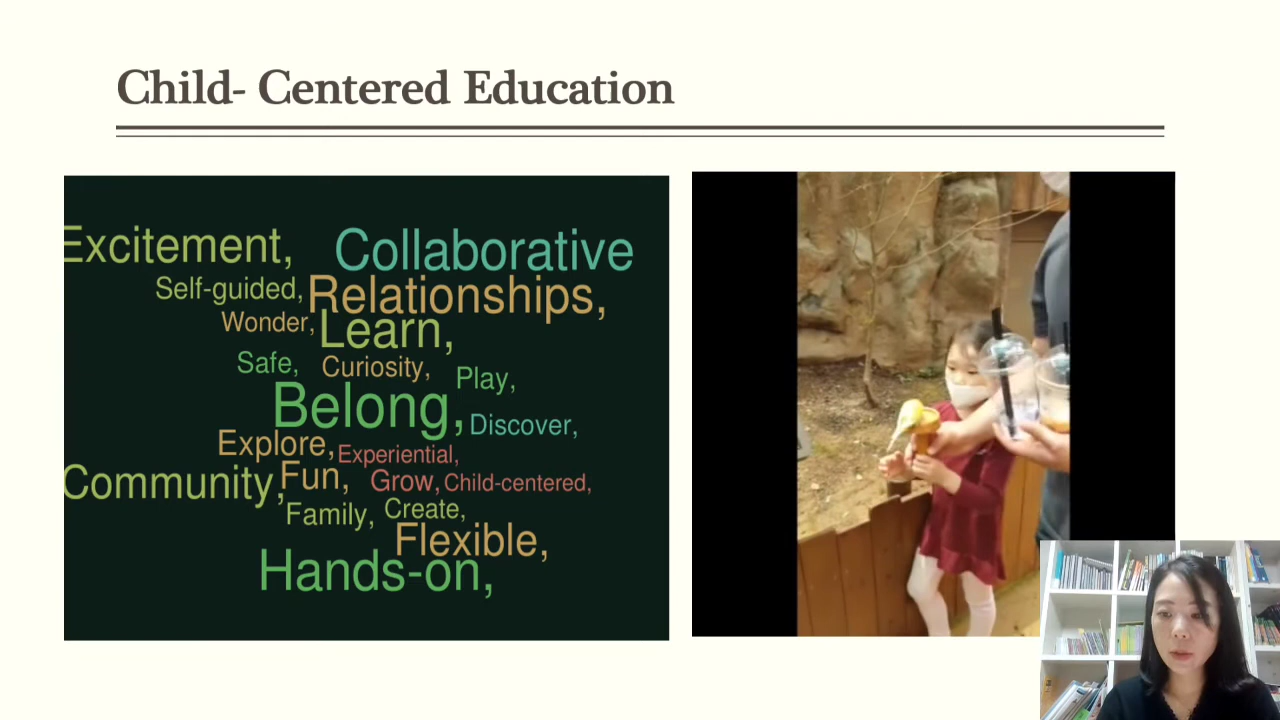 Child- Centered Education
Excitement, Collaborative
Self-guided, Relationships,
Wonder, Learn,
Safe, Curiosity, Play,
Belong, Discover,
Explore, Experiential,
Community, Fun, Grow, Child-centered,
Family, Create,
Flexible,
Hands-on,